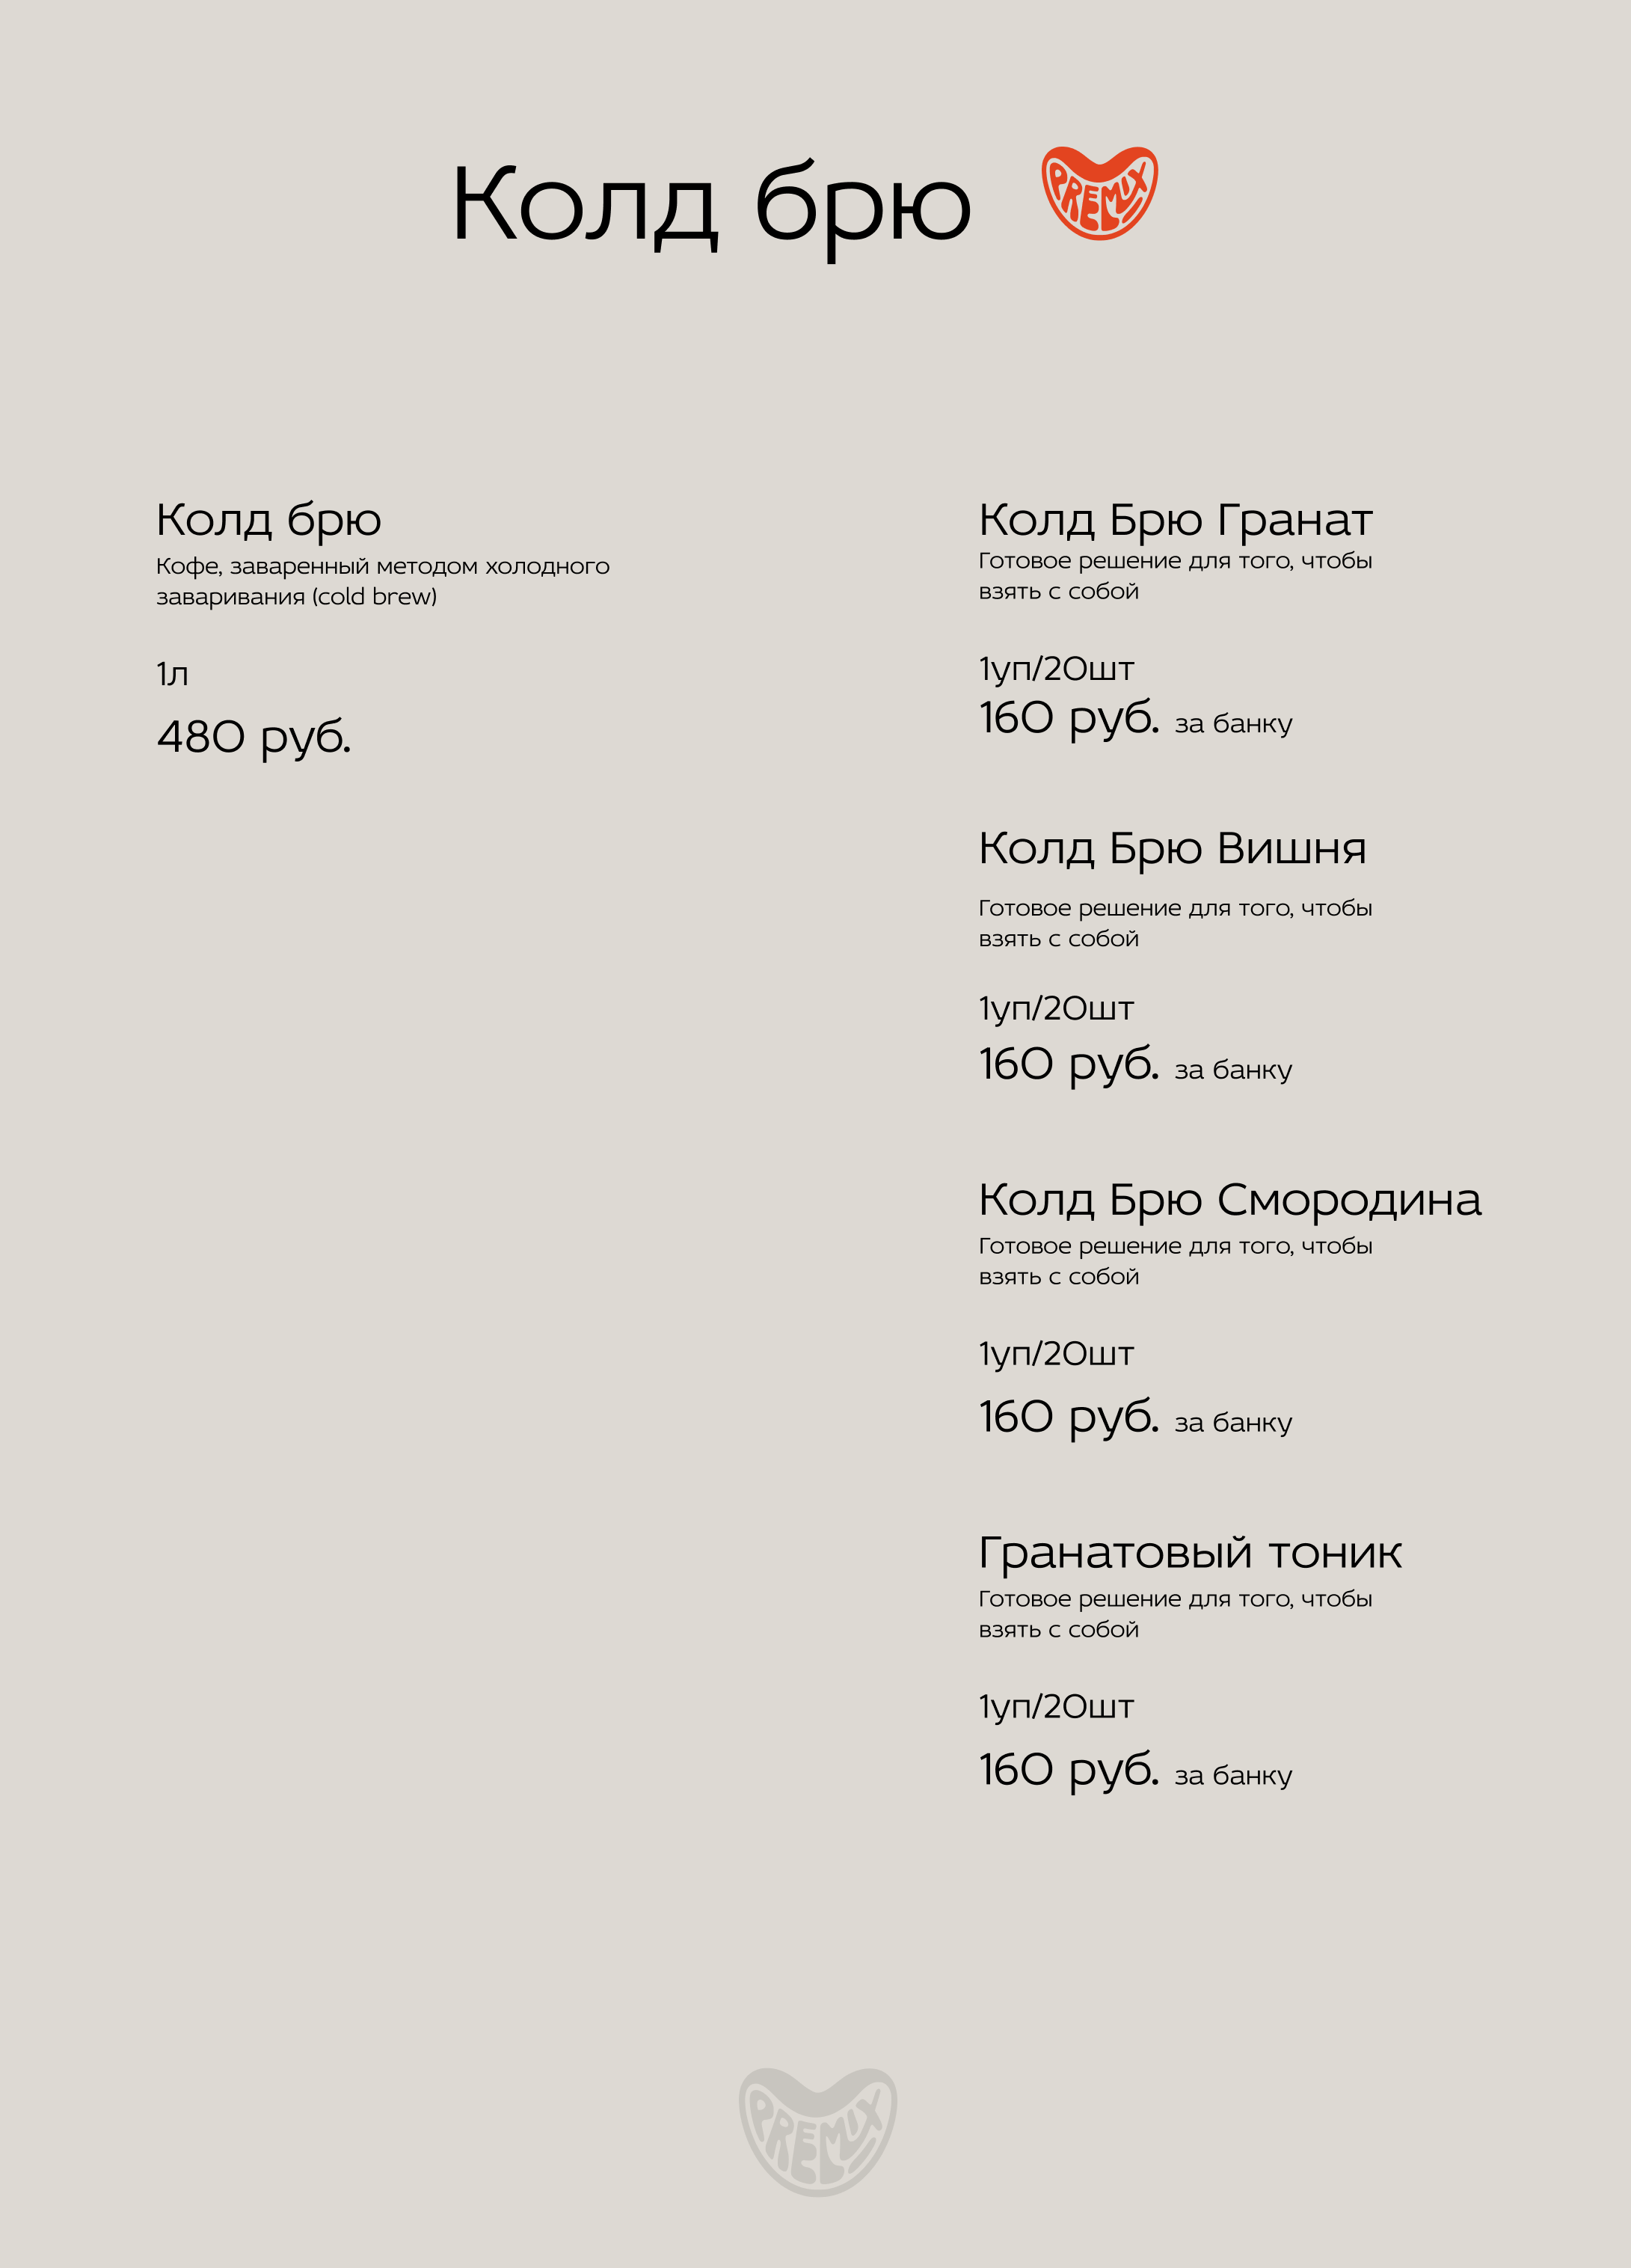 Колд брю
PREMIX
Колд брю
Кофе, заваренный методом холодного
заваривания (cold brew)
1л
480 руб.
Колд Брю Гранат
Готовое решение для того, чтобы
взять с собой
1уп/20шт
160 руб. за банку
Колд Брю Вишня
Готовое решение для того, чтобы
взять с собой
1уп/20шт
160 руб. за банку
Колд Брю Смородина
Готовое решение для того, чтобы
взять с собой
1уп/20шт
160 руб. за банку
Гранатовый тоник
Готовое решение для того, чтобы
взять с собой
1уп/20шт
160 руб. за банку
PREMIX